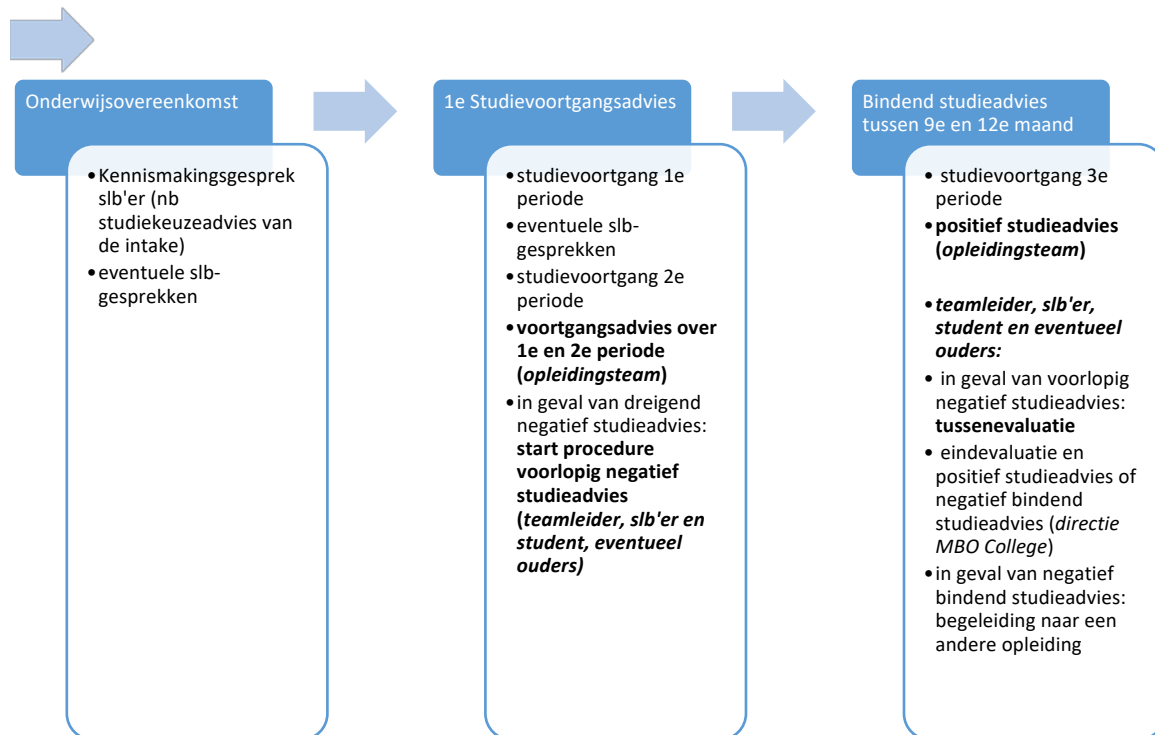 Onderwijsovereenkomst
•Kennismakingsgesprek
slb'er (nb
studiekeuzeadvies van
de intake)
•eventuele slb-
gesprekken
1e Studievoortgangsadvies
•studievoortgang 1e
periode
•eventuele slb-
gesprekken
•studievoortgang 2e
periode
•voortgangsadvies over
1e en 2e periode
(opleidingsteam)
•in geval van dreigend
negatief studieadvies:
start procedure
voorlopig negatief
studieadvies
(teamleider, slb'er en
student, eventueel
ouders)
Bindend studieadvies
tussen 9e en 12e maand
• studievoortgang 3e
periode
•positief studieadvies
(opleidingsteam)
•teamleider, slb'er,
student en eventueel
ouders:
• in geval van voorlopig
negatief studieadvies:
tussenevaluatie
• eindevaluatie en
positief studieadvies of
negatief bindend
studieadvies (directie
MBO College)
•in geval van negatief
bindend studieadvies:
begeleiding naar een
andere opleiding